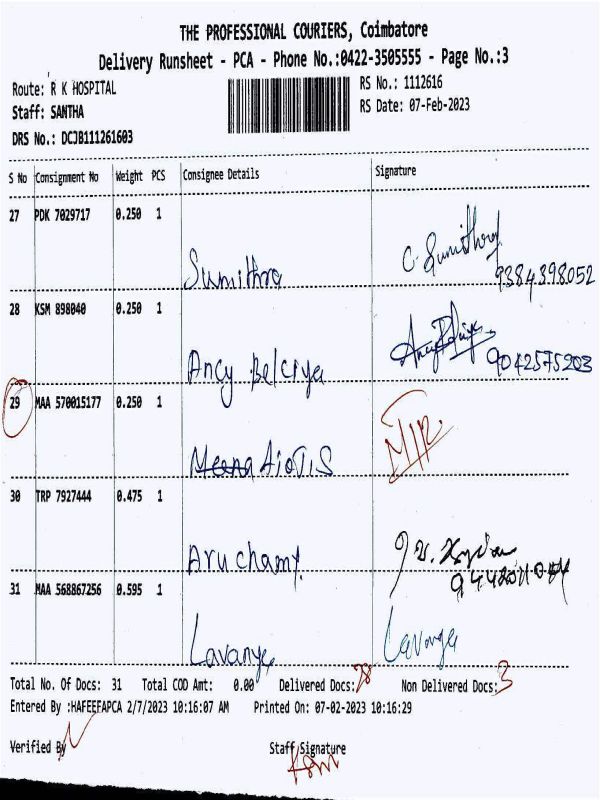 THE PROFESSIONAL COURIERS, Coimbatore
Delivery Runsheet - PCA - Phone No.:0422-3505555 - Page No.:3
Route: R K HOSPITAL
RS No.: 1112616
Staff: SANTHA
RS Date: 07-Feb-2023
DRS No.: DCJB111261603
S No Consignment No Weight PCS Consignee Details Signature
27 PDK 7029717 0.250 1
Sumithra C. Sumithra
9384398052
28 KSM 898040 0.250 1
Ancy Belciya 9042575203
29 MAA 570015177 0.250 1
30 TRP 7927444 0.475 1
Aruchamy
31 MAA 568867256 0.595 1
Lavanya Lavanya
Total No. Of Docs: 31 Total COD Amt: 0.00 Delivered Docs: 28 Non Delivered Docs: 3
Entered By :HAFEEFAPCA 2/7/2023 10:16:07 AM Printed On: 07-02-2023 10:16:29
Verified By Staff Signature